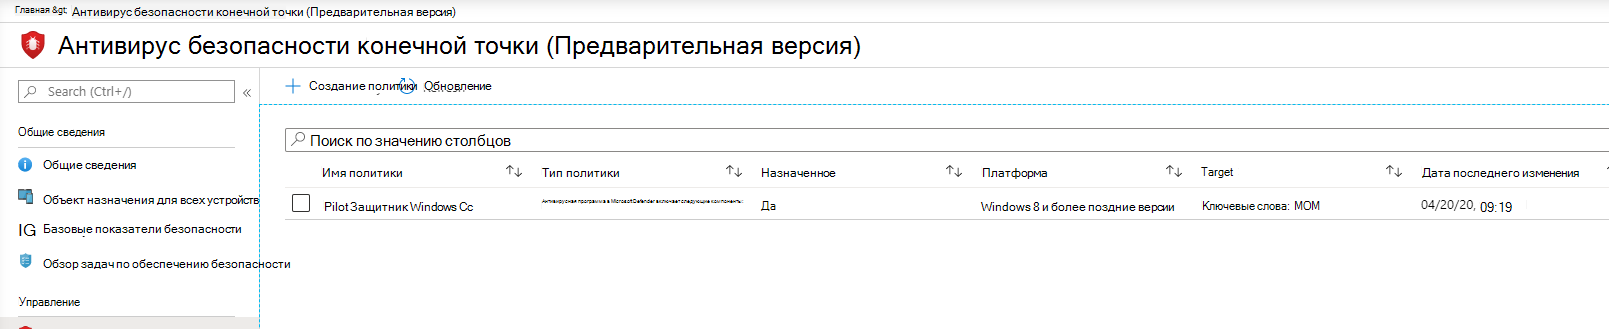 Главная &gt; Антивирус безопасности конечной точки (Предварительная версия)
Антивирус безопасности конечной точки (Предварительная версия)
Search (Ctrl+/) «
Создание политики Обновление
Общие сведения
Поиск по значению столбцов
Общие сведения
Имя политики Тип политики Назначенное Платформа Target Дата последнего изменения
Объект назначения для всех устройств
Pilot Защитник Windows Сс Антивирусная программа в Microsoft Defender включает следующие компоненты: Да Windows 8 и более поздние версии Ключевые слова: MOM 04/20/20, 09:19
IG Базовые показатели безопасности
Обзор задач по обеспечению безопасности
Управление